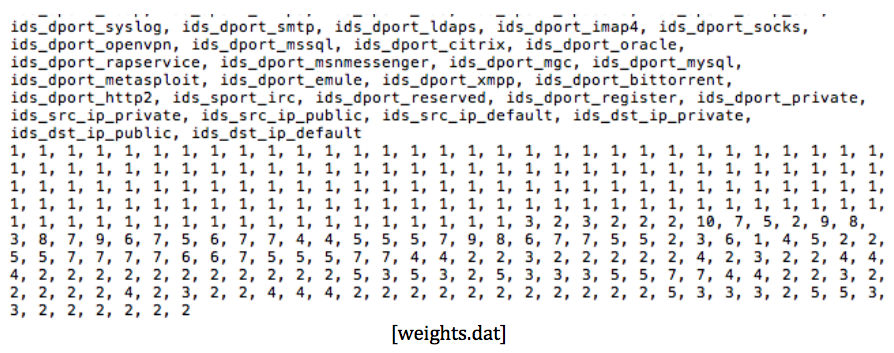 ids_dport_syslog, ids_dport_smtp, ids_dport_ldaps, ids_dport_imap4, ids_dport_socks,
ids_dport_openvpn, ids_dport_mssql, ids_dport_citrix, ids_dport_oracle,
ids_dport_rapservice, ids_dport_msnmessenger, ids_dport_mgc, ids_dport_mysql,
ids_dport_metasploit, ids_dport_emule, ids_dport_xmpp, ids_dport_bittorrent,
ids_dport_http2, ids_sport_irc, ids_dport_reserved, ids_dport_register, ids_dport_private,
ids_src_ip_private, ids_src_ip_public, ids_src_ip_default, ids_dst_ip_private,
ids_dst_ip_public, ids_dst_ip_default
1, 1, 1, 1, 1, 1, 1, 1, 1, 1, 1, 1, 1, 1, 1, 1, 1, 1, 1, 1, 1, 1, 1, 1, 1, 1, 1, 1, 1, 1, 1,
1, 1, 1, 1, 1, 1, 1, 1, 1, 1, 1, 1, 1, 1, 1, 1, 1, 1, 1, 1, 1, 1, 1, 1, 1, 1, 1, 1, 1, 1, 1,
1, 1, 1, 1, 1, 1, 1, 1, 1, 1, 1, 1, 1, 1, 1, 1, 1, 1, 1, 1, 1, 1, 1, 1, 1, 1, 1, 1, 1, 1, 1,
1, 1, 1, 1, 1, 1, 1, 1, 1, 1, 1, 1, 1, 1, 1, 1, 1, 1, 1, 1, 1, 1, 1, 1, 1, 1, 1, 1, 1, 1, 1,
1, 1, 1, 1, 1, 1, 1, 1, 1, 1, 1, 1, 1, 1, 1, 1, 1, 1, 3, 2, 3, 2, 2, 2, 10, 7, 5, 2, 9, 8,
3, 8, 7, 9, 6, 7, 5, 6, 7, 7, 4, 4, 5, 5, 5, 7, 9, 8, 6, 7, 7, 5, 5, 2, 3, 6, 1, 4, 5, 2, 2,
5, 5, 7, 7, 7, 7, 6, 6, 7, 5, 5, 5, 7, 7, 4, 4, 2, 2, 3, 2, 2, 2, 2, 2, 4, 2, 3, 2, 2, 4, 4,
4, 2, 2, 2, 2, 2, 2, 2, 2, 2, 2, 2, 5, 3, 5, 3, 2, 5, 3, 3, 3, 5, 5, 7, 7, 4, 4, 2, 2, 3, 2,
2, 2, 2, 2, 4, 2, 3, 2, 2, 4, 4, 4, 2, 2, 2, 2, 2, 2, 2, 2, 2, 2, 2, 5, 3, 3, 3, 2, 5, 5, 3,
3, 2, 2, 2, 2, 2, 2
[weights.dat]